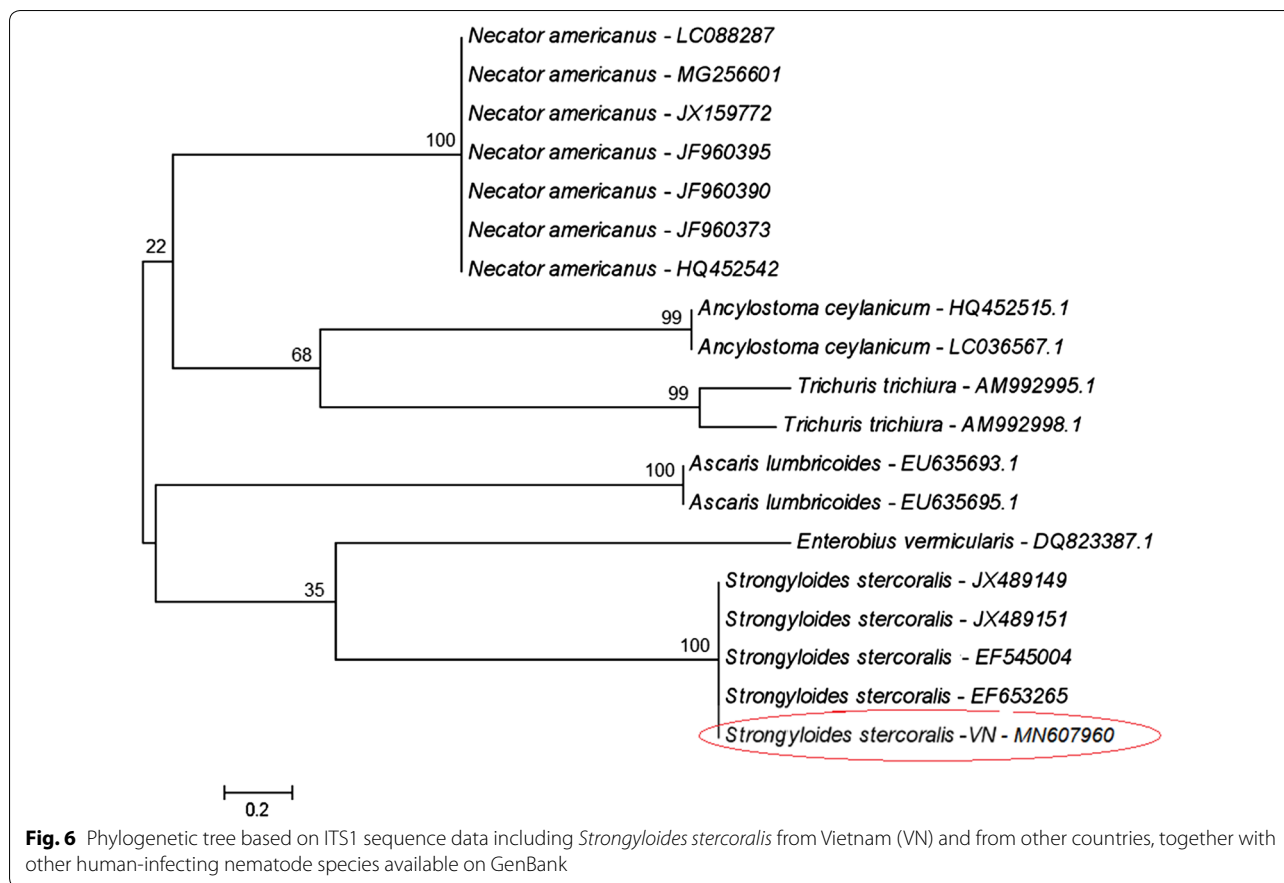 Necator americanus - LC088287
Necator americanus - MG256601
Necator americanus - JX159772
100
Necator americanus - JF960395
Necator americanus - JF960390
Necator americanus - JF960373
22
Necator americanus - HQ452542
Ancylostoma ceylanicum - HQ452515.1
99
Ancylostoma ceylanicum - LC036567.1
68
Trichuris trichiura - AM992995.1
99
Trichuris trichiura - AM992998.1
Ascaris lumbricoides - EU635693.1
100
Ascaris lumbricoides - EU635695.1
Enterobius vermicularis - DQ823387.1
35
Strongyloides stercoralis - JX489149
Strongyloides stercoralis - JX489151
100
Strongyloides stercoralis - EF545004
Strongyloides stercoralis - EF653265
Strongyloides stercoralis -VN - MN607960
0.2
Fig. 6 Phylogenetic tree based on ITS1 sequence data including Strongyloides stercoralis from Vietnam (VN) and from other countries, together with
other human-infecting nematode species available on GenBank